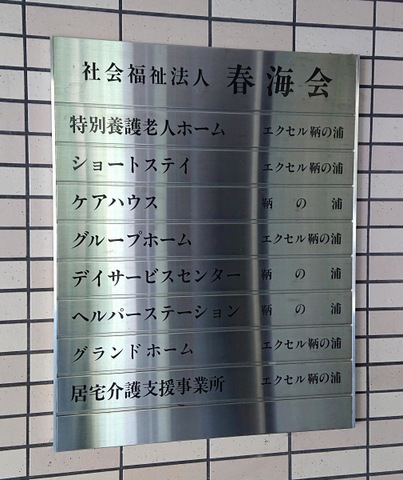 社会福祉法人 春海会
特別養護老人ホーム エクセル鞆の浦
ショートステイ エクセル鞆の浦
ケアハウス 鞆の浦
グループホーム エクセル鞆の浦
デイサービスセンター 鞆の浦
ヘルパーステーション 鞆の浦
グランドホーム エクセル鞆の浦
居宅介護支援事業所 エクセル鞆の浦